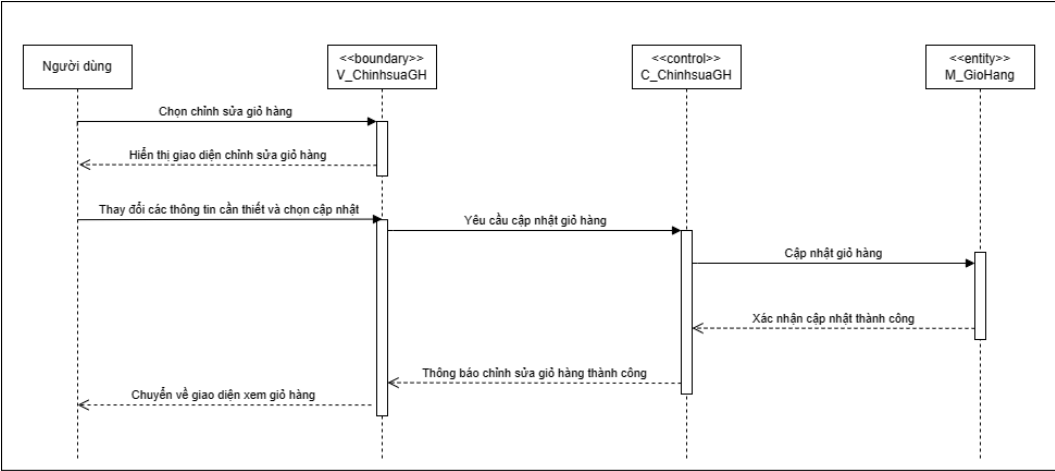 Người dùng
<<boundary>>
V_ChinhsuaGH
<<control>>
C_ChinhsuaGH
<<entity>>
M_GioHang
Chọn chỉnh sửa giỏ hàng
Hiển thị giao diện chỉnh sửa giỏ hàng
Thay đổi các thông tin cần thiết và chọn cập nhật
Yêu cầu cập nhật giỏ hàng
Cập nhật giỏ hàng
Xác nhận cập nhật thành công
Thông báo chỉnh sửa giỏ hàng thành công
Chuyển về giao diện xem giỏ hàng